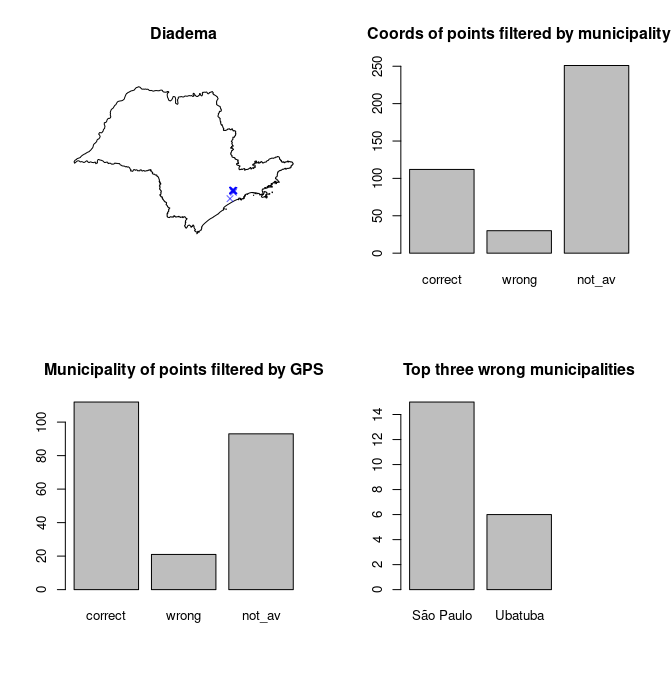 Diadema
Coords of points filtered by municipality
250
200
150
100
50
0
correct wrong not_av
Municipality of points filtered by GPS
100
80
60
40
20
0
correct wrong not_av
Top three wrong municipalities
14
12
10
8
6
4
2
0
São Paulo Ubatuba